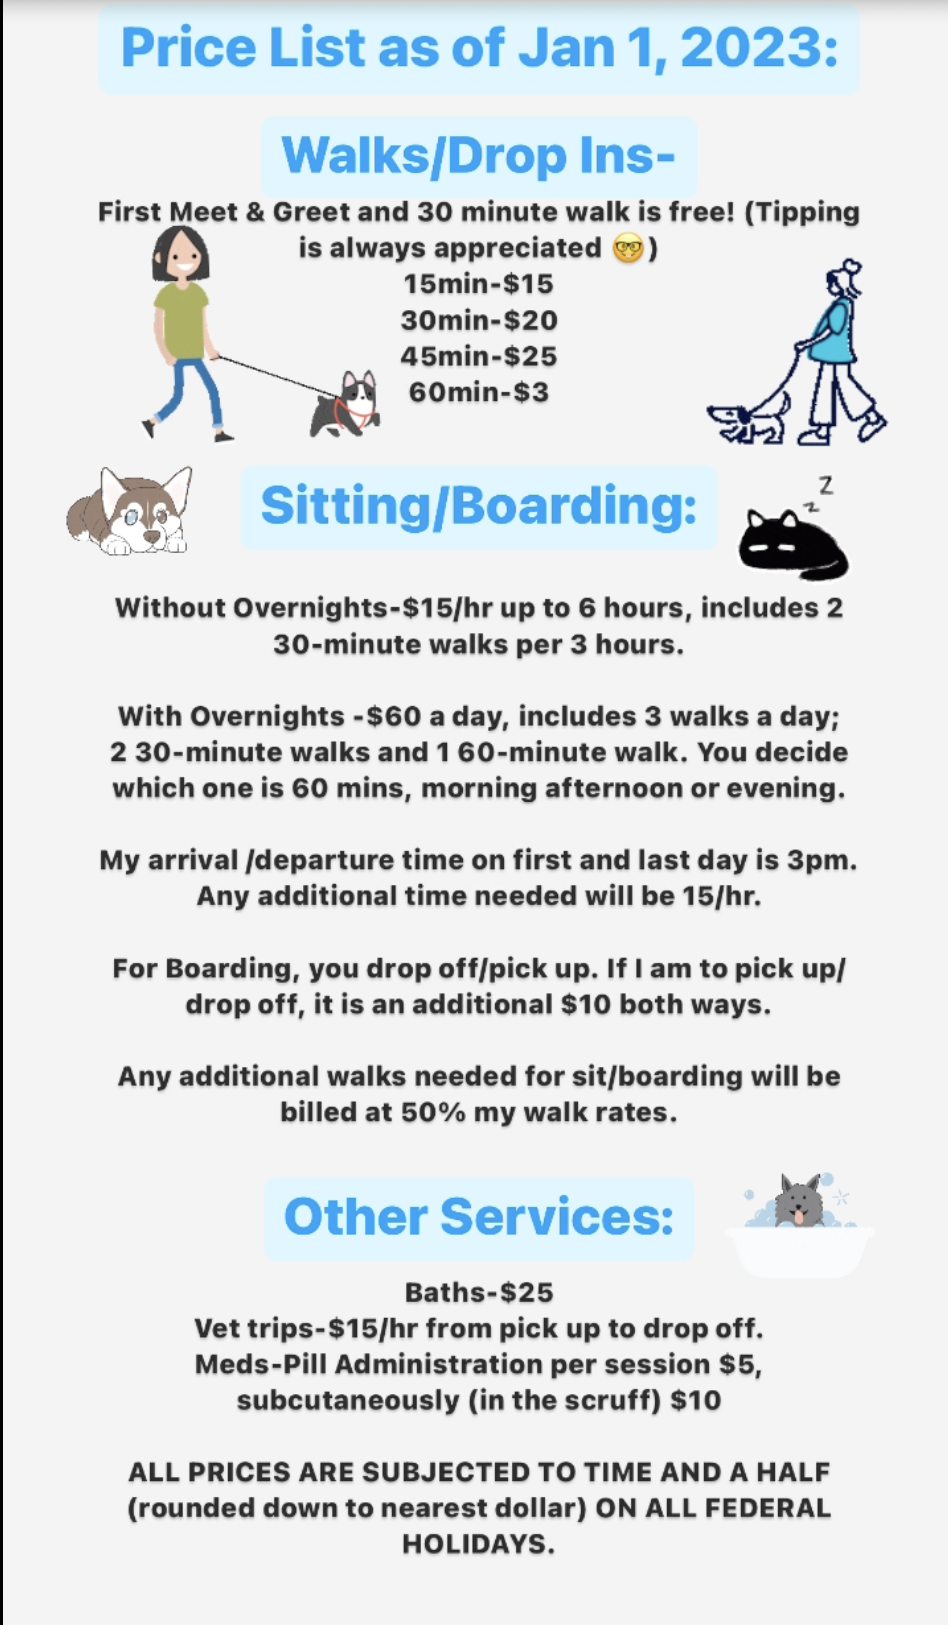 Price List as of Jan 1, 2023:
Walks/Drop Ins-
First Meet & Greet and 30 minute walk is free! (Tipping
is always appreciated 🤓)
15min-$15
30min-$20
45min-$25
60min-$3
Sitting/Boarding:
z
z
z
Without Overnights-$15/hr up to 6 hours, includes 2
30-minute walks per 3 hours.
With Overnights -$60 a day, includes 3 walks a day;
2 30-minute walks and 1 60-minute walk. You decide
which one is 60 mins, morning afternoon or evening.
My arrival /departure time on first and last day is 3pm.
Any additional time needed will be 15/hr.
For Boarding, you drop off/pick up. If I am to pick up/
drop off, it is an additional $10 both ways.
Any additional walks needed for sit/boarding will be
billed at 50% my walk rates.
Other Services:
Baths-$25
Vet trips-$15/hr from pick up to drop off.
Meds-Pill Administration per session $5,
subcutaneously (in the scruff) $10
ALL PRICES ARE SUBJECTED TO TIME AND A HALF
(rounded down to nearest dollar) ON ALL FEDERAL
HOLIDAYS.